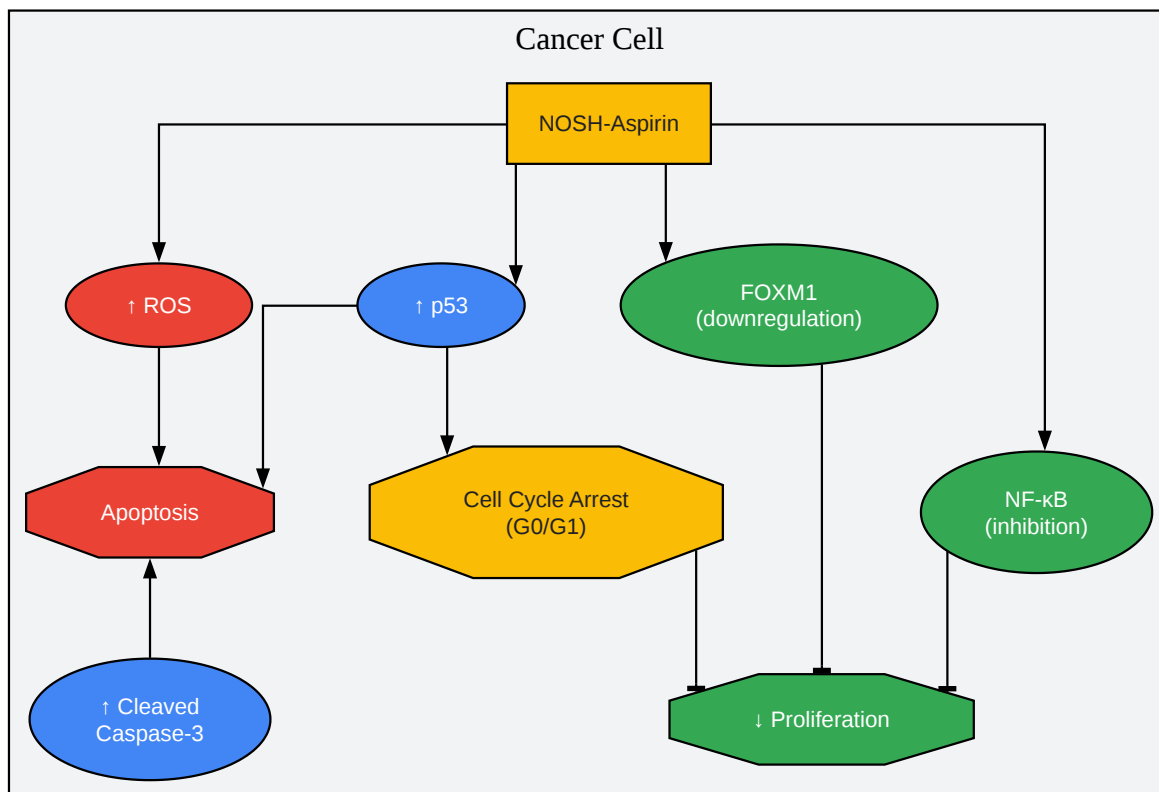 Cancer Cell
NOSH-Aspirin
↑ ROS
↑ p53
FOXM1
(downregulation)
Apoptosis
Cell Cycle Arrest
(G0/G1)
NF-κB
(inhibition)
↑ Cleaved
Caspase-3
↓ Proliferation